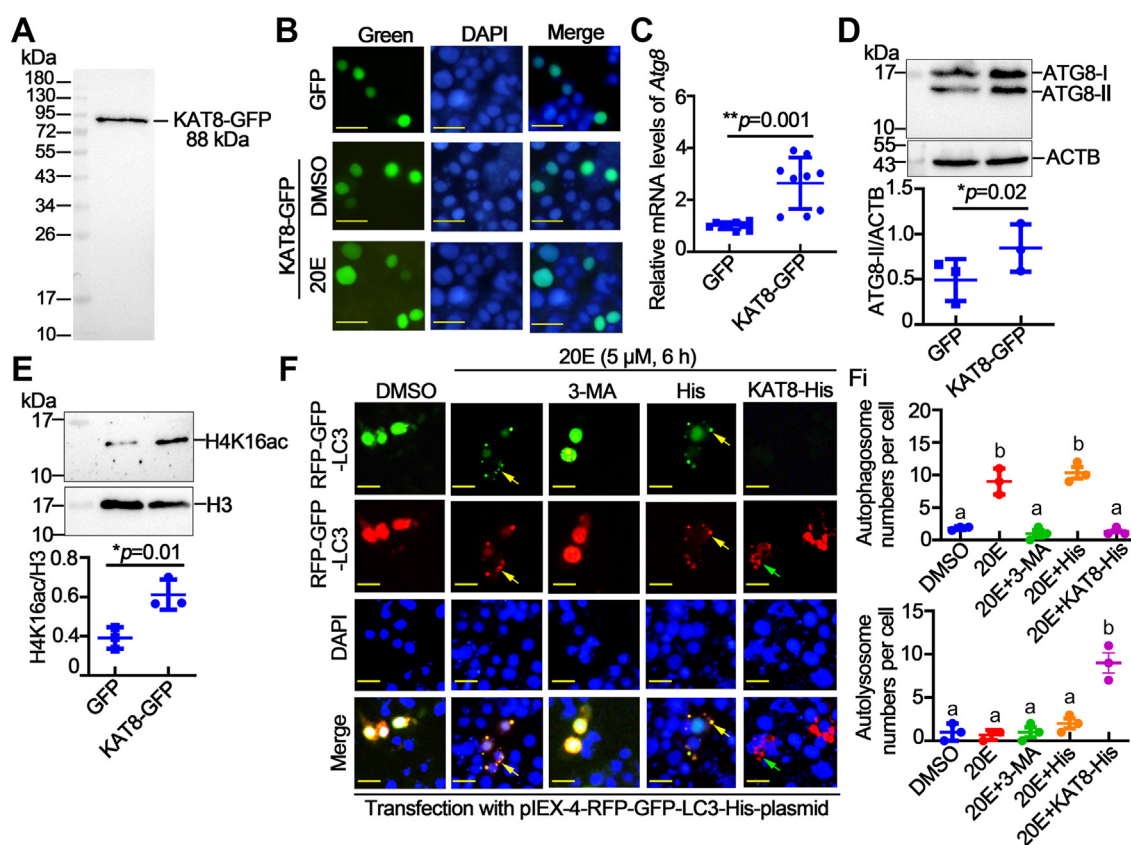 A
kDa
180
130
95
72
55
43
34
26
17
10
KAT8-GFP
88 kDa
B
Green DAPI Merge
GFP
KAT8-GFP
DMSO
20E
C
Relative mRNA levels of Atg8
6
4
2
0
**p=0.001
GFP
KAT8-GFP
D
kDa
17
10
55
43
ATG8-I
ATG8-II
ACTB
ATG8-II/ACTB
1.5
1.0
0.5
0.0
*p=0.02
GFP
KAT8-GFP
E
kDa
17
10
17
10
H4K16ac
H3
H4K16ac/H3
0.6
0.4
0
*p=0.01
GFP
KAT8-GFP
F
20E (5 µM, 6 h)
DMSO 3-MA His KAT8-His
RFP-GFP
-LC3
RFP-GFP
-LC3
DAPI
Merge
Transfection with pIEX-4-RFP-GFP-LC3-His-plasmid
Fi
Autophagosome
numbers per cell
20
15
10
5
0
a b a b a
DMSO
20E
20E+3-MA
20E+His
20E+KAT8-His
Autolysosome
numbers per cell
15
10
5
0
a a a a b
DMSO
20E
20E+3-MA
20E+His
20E+KAT8-His